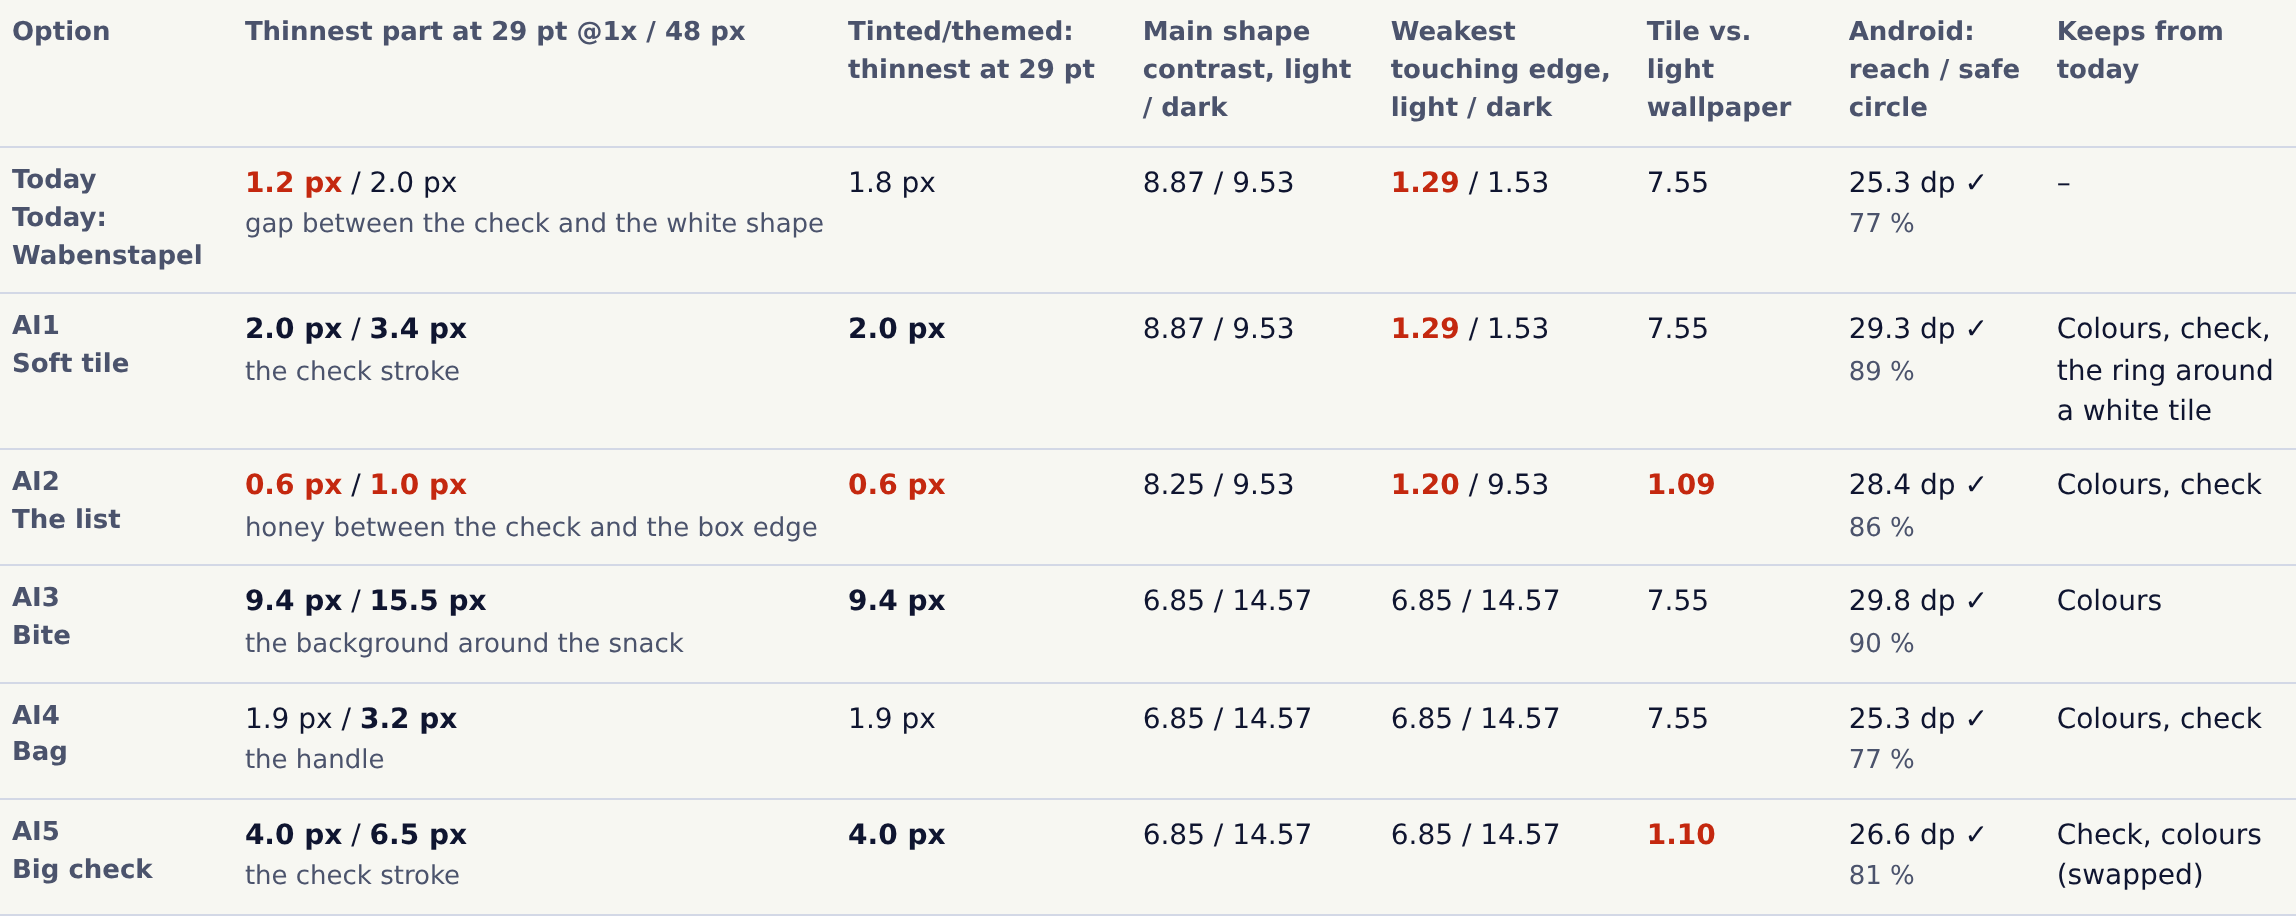 Option
Thinnest part at 29 pt @1x / 48 px
Tinted/themed:
thinnest at 29 pt
Main shape
contrast, light
/ dark
Weakest
touching edge,
light / dark
Tile vs.
light
wallpaper
Android:
reach / safe
circle
Keeps from
today
Today
Today:
Wabenstapel
1.2 px / 2.0 px
gap between the check and the white shape
1.8 px
8.87 / 9.53
1.29 / 1.53
7.55
25.3 dp ✓
77 %
–
AI1
Soft tile
2.0 px / 3.4 px
the check stroke
2.0 px
8.87 / 9.53
1.29 / 1.53
7.55
29.3 dp ✓
89 %
Colours, check,
the ring around
a white tile
AI2
The list
0.6 px / 1.0 px
honey between the check and the box edge
0.6 px
8.25 / 9.53
1.20 / 9.53
1.09
28.4 dp ✓
86 %
Colours, check
AI3
Bite
9.4 px / 15.5 px
the background around the snack
9.4 px
6.85 / 14.57
6.85 / 14.57
7.55
29.8 dp ✓
90 %
Colours
AI4
Bag
1.9 px / 3.2 px
the handle
1.9 px
6.85 / 14.57
6.85 / 14.57
7.55
25.3 dp ✓
77 %
Colours, check
AI5
Big check
4.0 px / 6.5 px
the check stroke
4.0 px
6.85 / 14.57
6.85 / 14.57
1.10
26.6 dp ✓
81 %
Check, colours
(swapped)